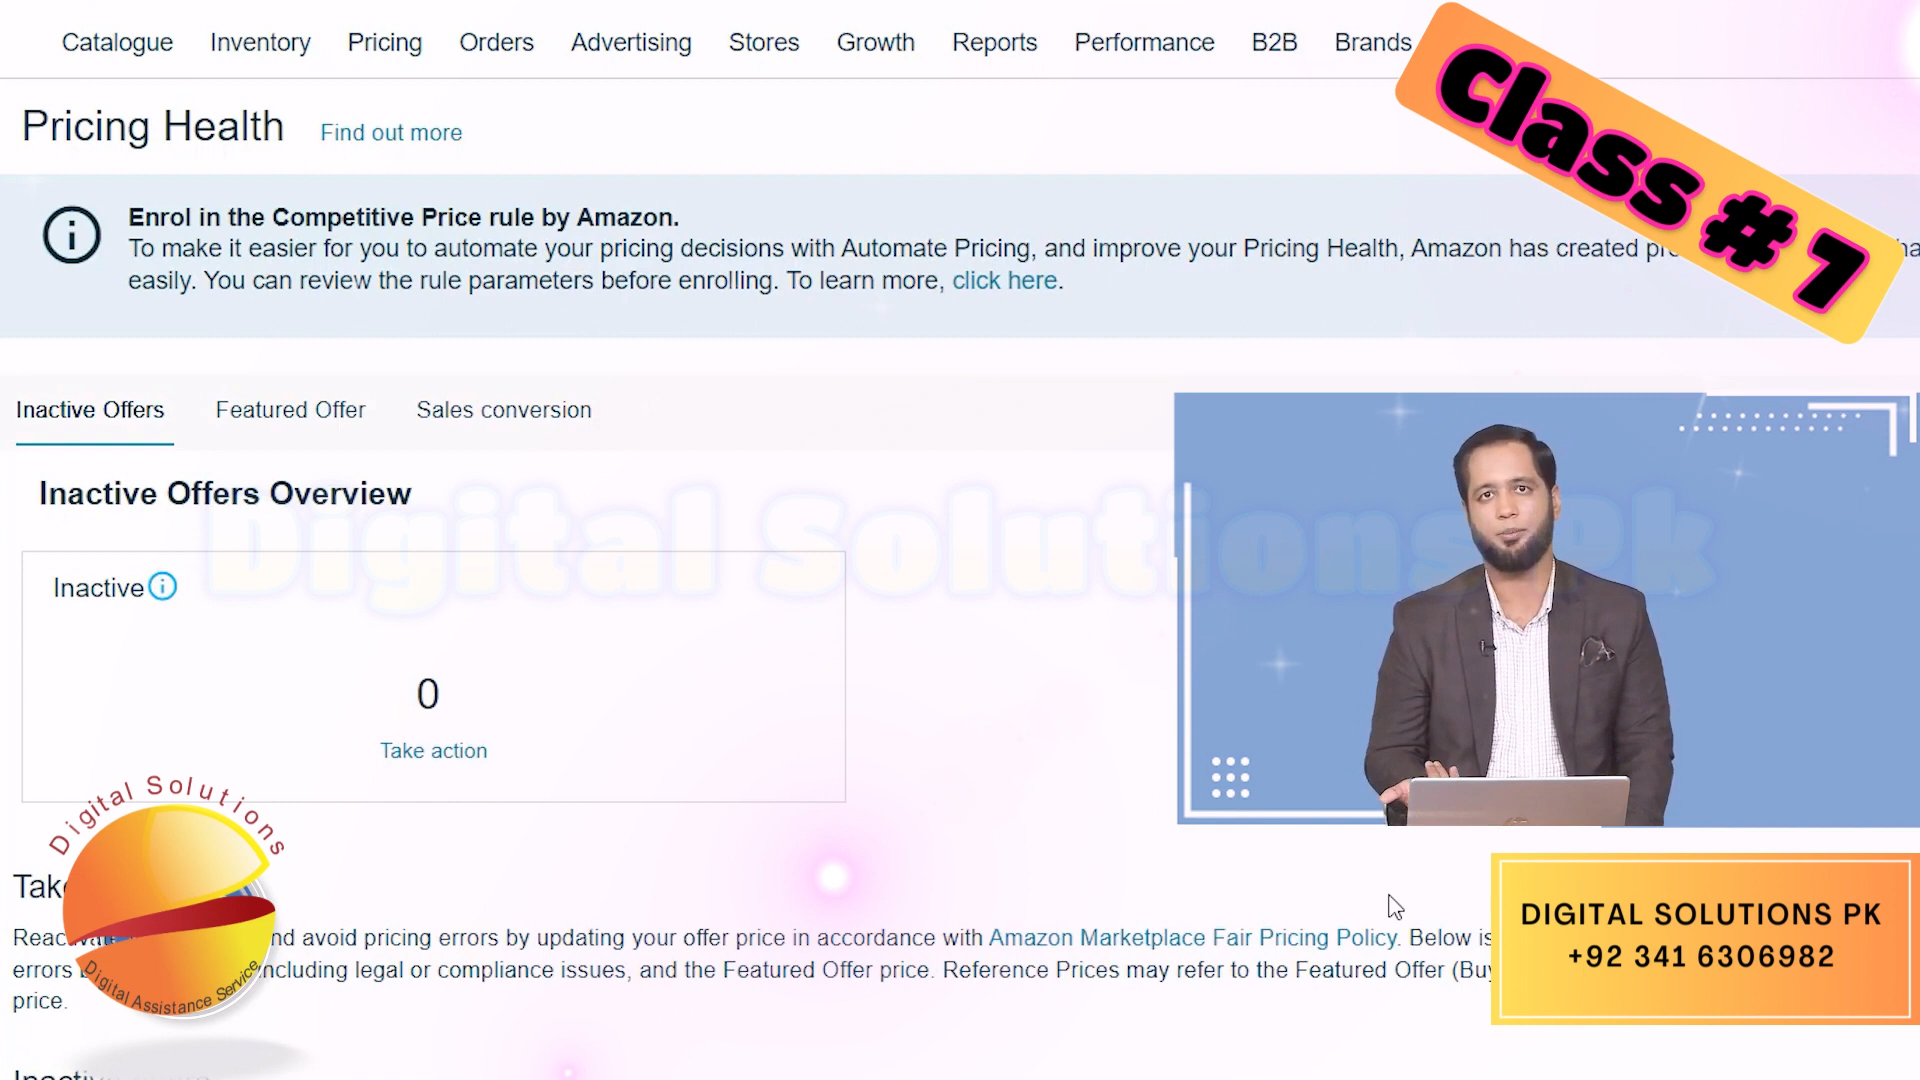 Catalogue Inventory Pricing Orders Advertising Stores Growth Reports Performance B2B Brands
Class # 7
Pricing Health Find out more
Enrol in the Competitive Price rule by Amazon.
To make it easier for you to automate your pricing decisions with Automate Pricing, and improve your Pricing Health, Amazon has created
easily. You can review the rule parameters before enrolling. To learn more, click here.
Inactive Offers Featured Offer Sales conversion
Inactive Offers Overview
Digital Solutions Pk
Inactive
0
Take action
Digital Solutions
Digital Assistance Service
and avoid pricing errors by updating your offer price in accordance with Amazon Marketplace Fair Pricing Policy. Below is
errors including legal or compliance issues, and the Featured Offer price. Reference Prices may refer to the Featured Offer
price.
DIGITAL SOLUTIONS PK
+92 341 6306982